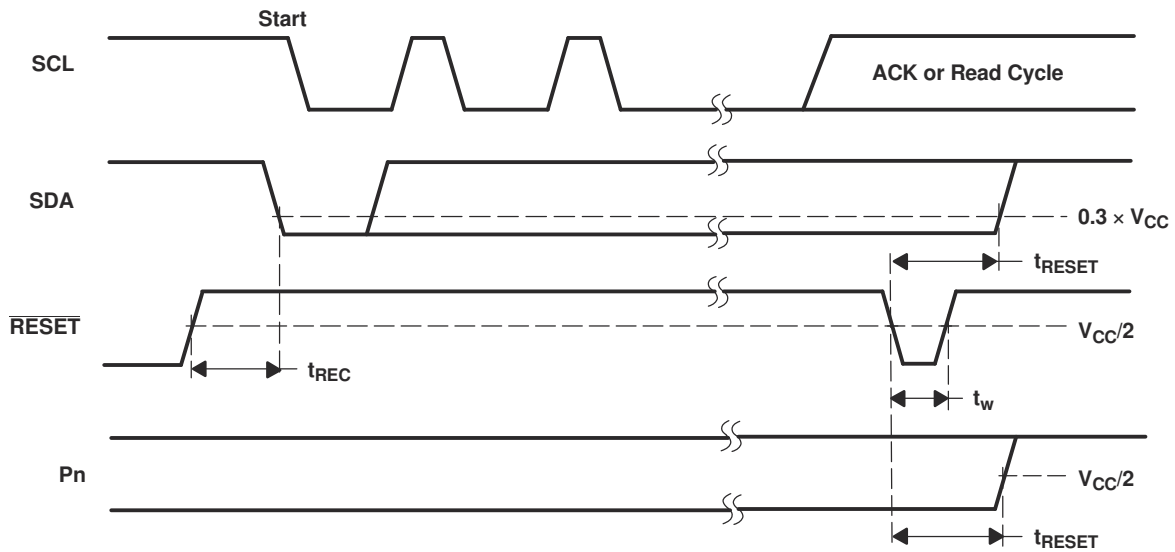 Start
SCL
ACK or Read Cycle
SDA
0.3 × VCC
tRESET
RESET
VCC/2
tREC
tw
Pn
VCC/2
tRESET